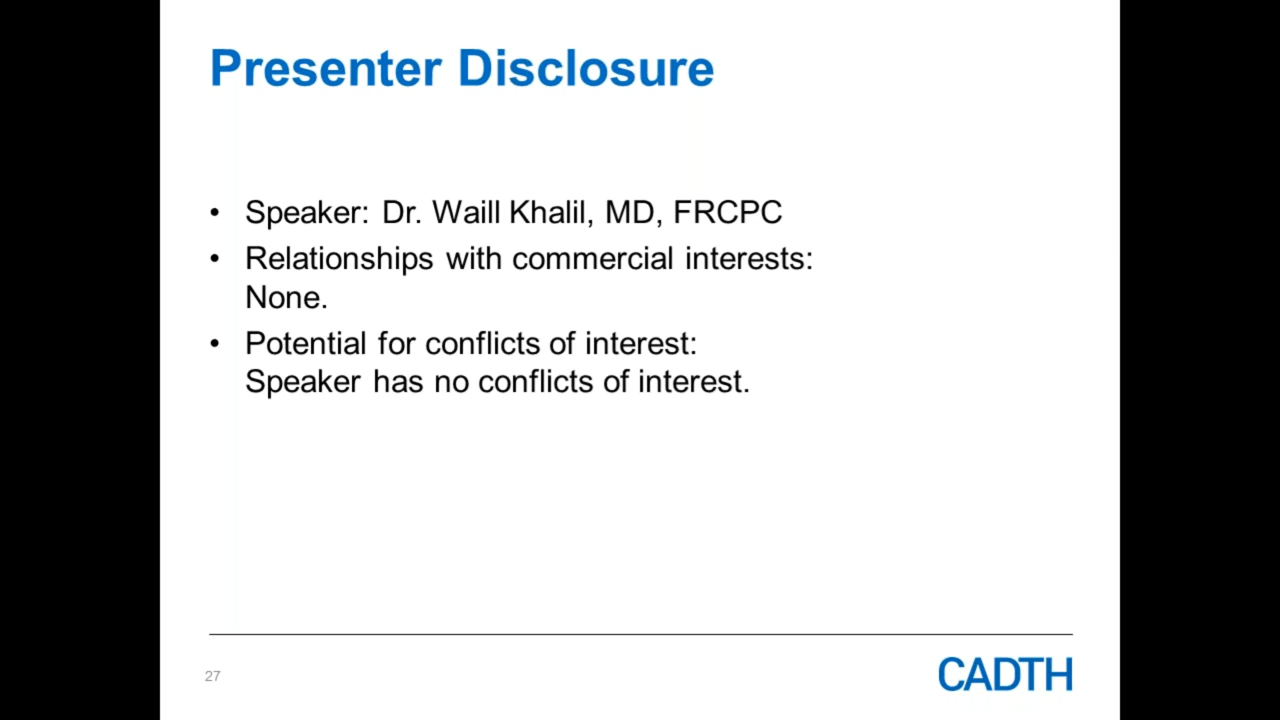 Presenter Disclosure
• Speaker: Dr. Waill Khalil, MD, FRCPC
• Relationships with commercial interests:
None.
• Potential for conflicts of interest:
Speaker has no conflicts of interest.
27
CADTH